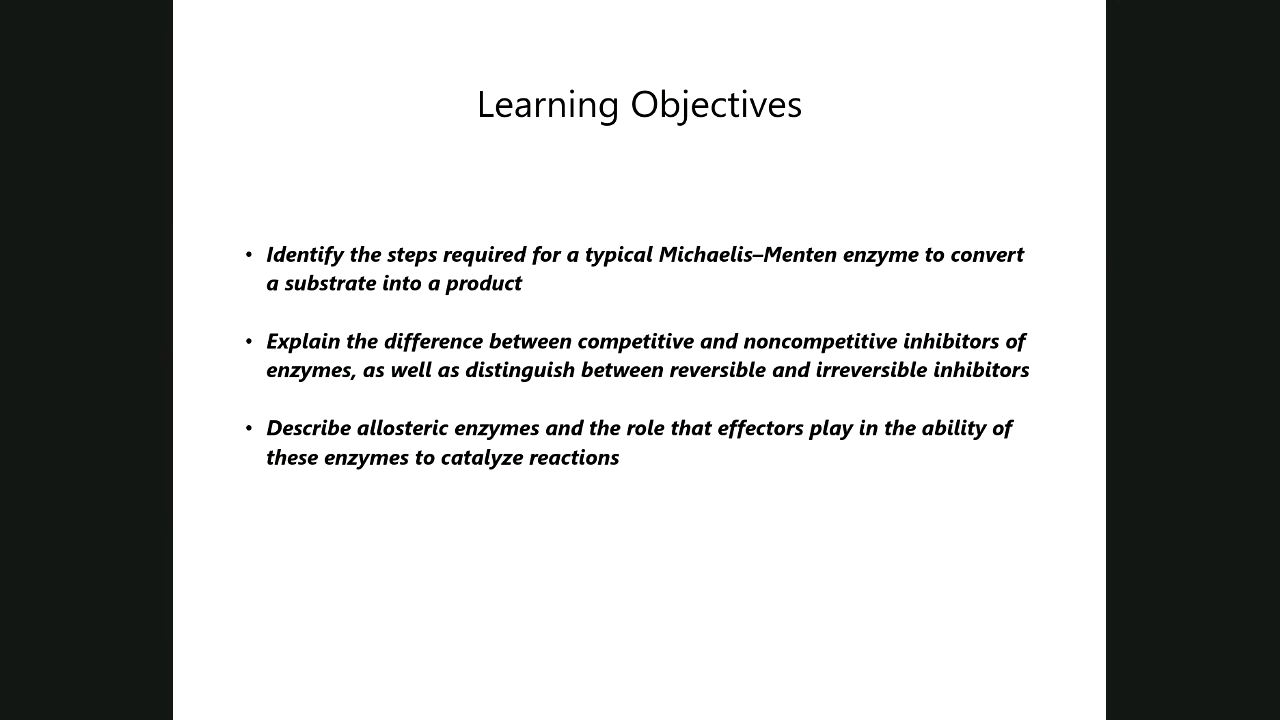 Learning Objectives
• Identify the steps required for a typical Michaelis–Menten enzyme to convert
a substrate into a product
• Explain the difference between competitive and noncompetitive inhibitors of
enzymes, as well as distinguish between reversible and irreversible inhibitors
• Describe allosteric enzymes and the role that effectors play in the ability of
these enzymes to catalyze reactions